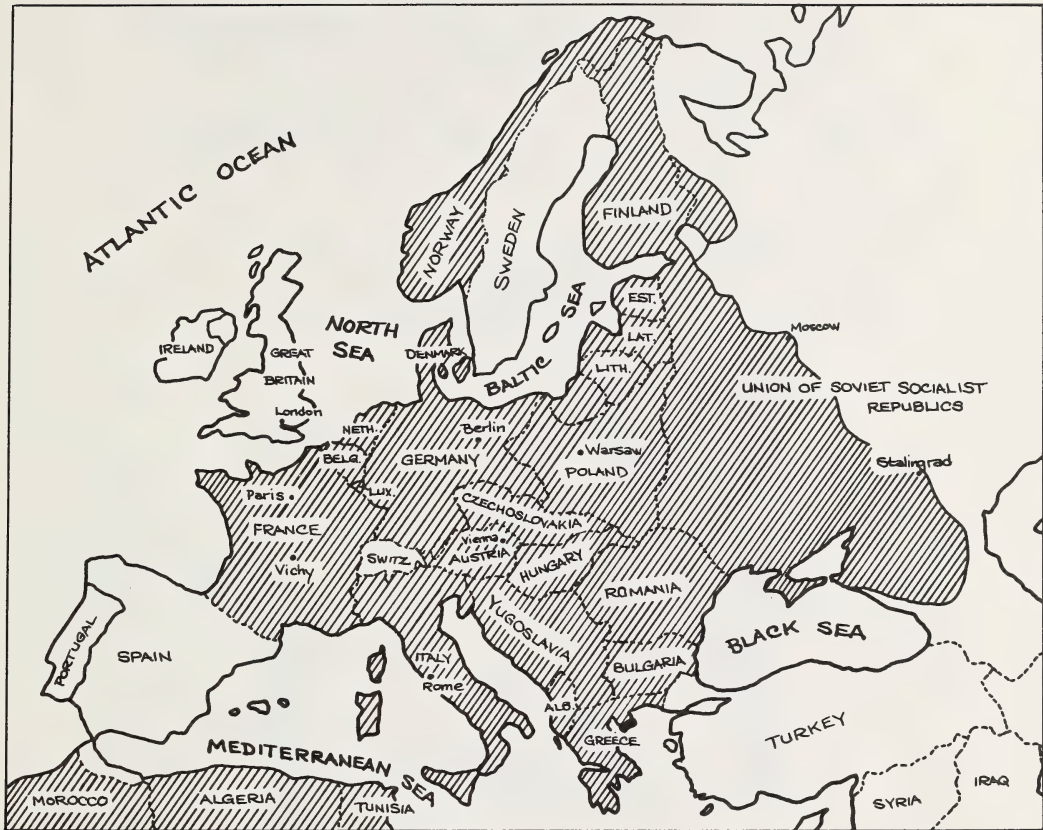 ATLANTIC OCEAN
NORWAY
SWEDEN
FINLAND
NORTH
SEA
BALTIC SEA
EST.
LAT.
LITH.
Moscow
IRELAND
GREAT
BRITAIN
London
DENMARK
UNION OF SOVIET SOCIALIST
REPUBLICS
NETH.
BELG.
LUX.
Berlin
GERMANY
Warsaw
POLAND
Stalingrad
Paris
FRANCE
Vichy
CZECHOSLOVAKIA
Vienna
AUSTRIA
SWITZ.
HUNGARY
ROMANIA
YUGOSLAVIA
BLACK SEA
PORTUGAL
SPAIN
ITALY
Rome
BULGARIA
ALB.
GREECE
TURKEY
MEDITERRANEAN SEA
MOROCCO
ALGERIA
TUNISIA
SYRIA
IRAQ